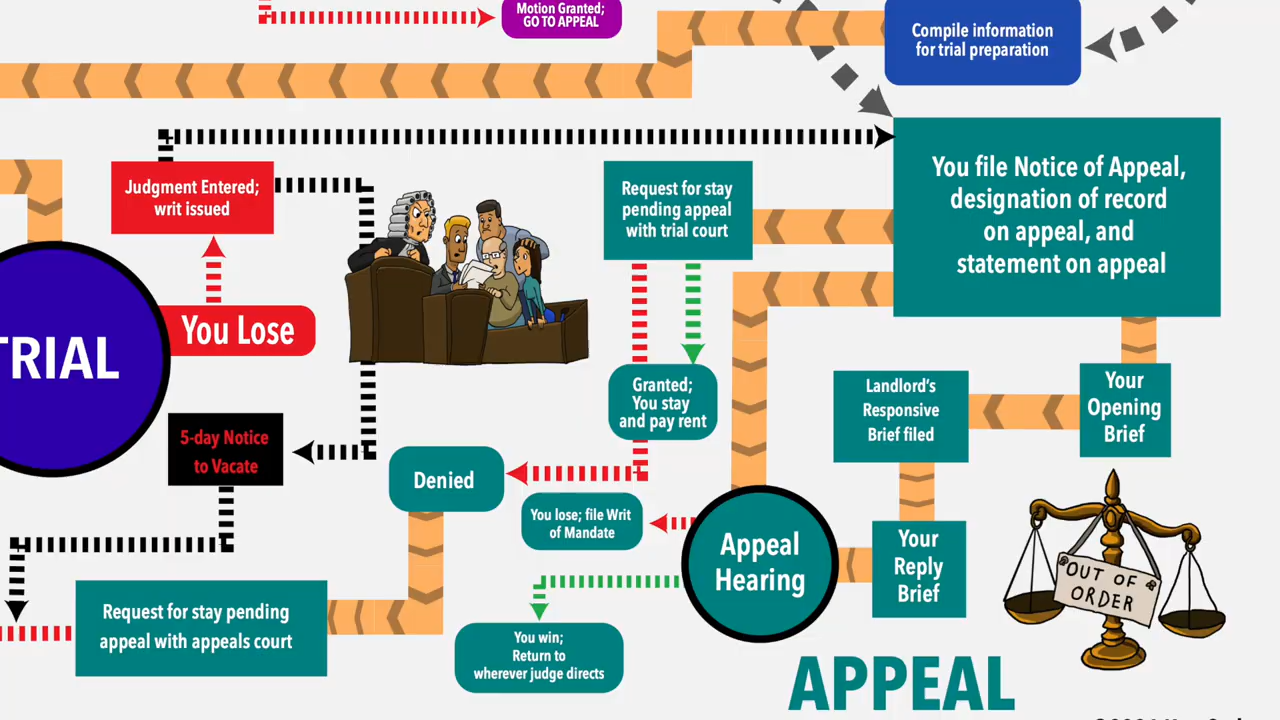 Motion Granted;
GO TO APPEAL
Compile information
for trial preparation
Judgment Entered;
writ issued
Request for stay
pending appeal
with trial court
You file Notice of Appeal,
designation of record
on appeal, and
statement on appeal
TRIAL
You Lose
Granted;
You stay
and pay rent
Landlord's
Responsive
Brief filed
Your
Opening
Brief
5-day Notice
to Vacate
Denied
You lose; file Writ
of Mandate
Appeal
Hearing
Your
Reply
Brief
OUT OF
ORDER
Request for stay pending
appeal with appeals court
You win;
Return to
wherever judge directs
APPEAL